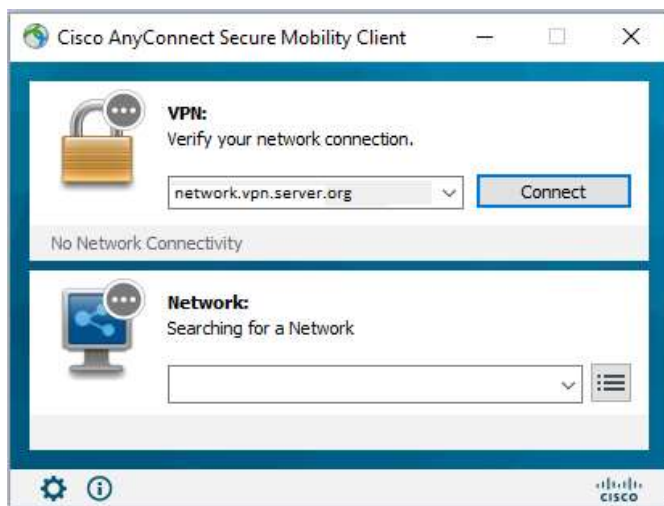 Cisco AnyConnect Secure Mobility Client
VPN:
Verify your network connection.
network.vpn.server.org
Connect
No Network Connectivity
Network:
Searching for a Network
cisco